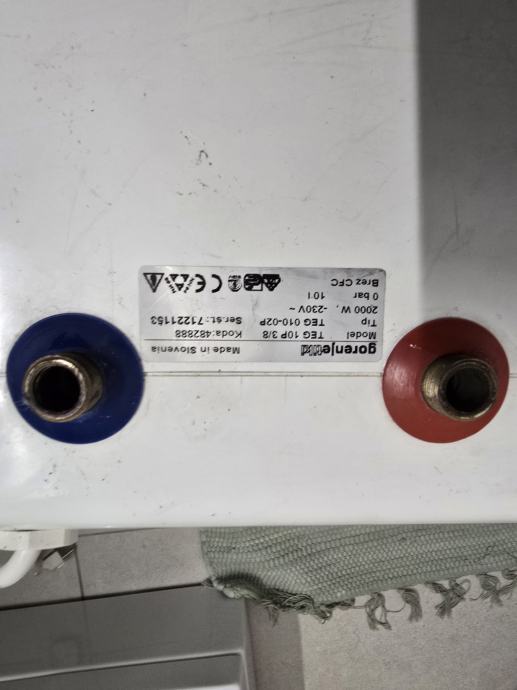 gorenje tiki
Made in Slovenia
Model TEG 10P 3/8 Koda:482888
Tip TEG 010-02P Ser.st.:71221153
2000 W, ~230V ~
0 bar 10 l
Brez CFC